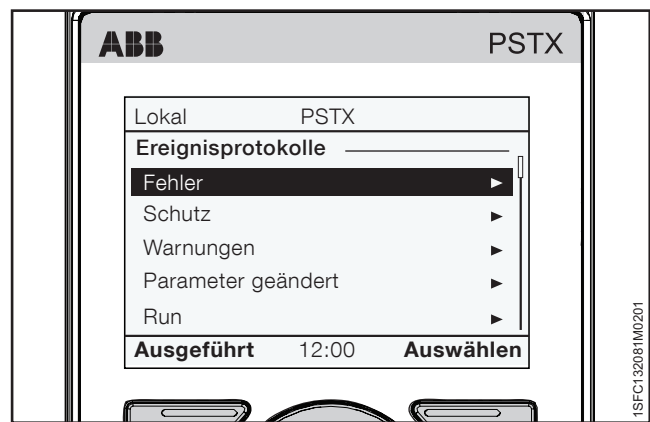 ABB PSTX
Lokal PSTX
Ereignisprotokolle
Fehler
Schutz
Warnungen
Parameter geändert
Run
Ausgeführt 12:00 Auswählen
1SFC132081M0201